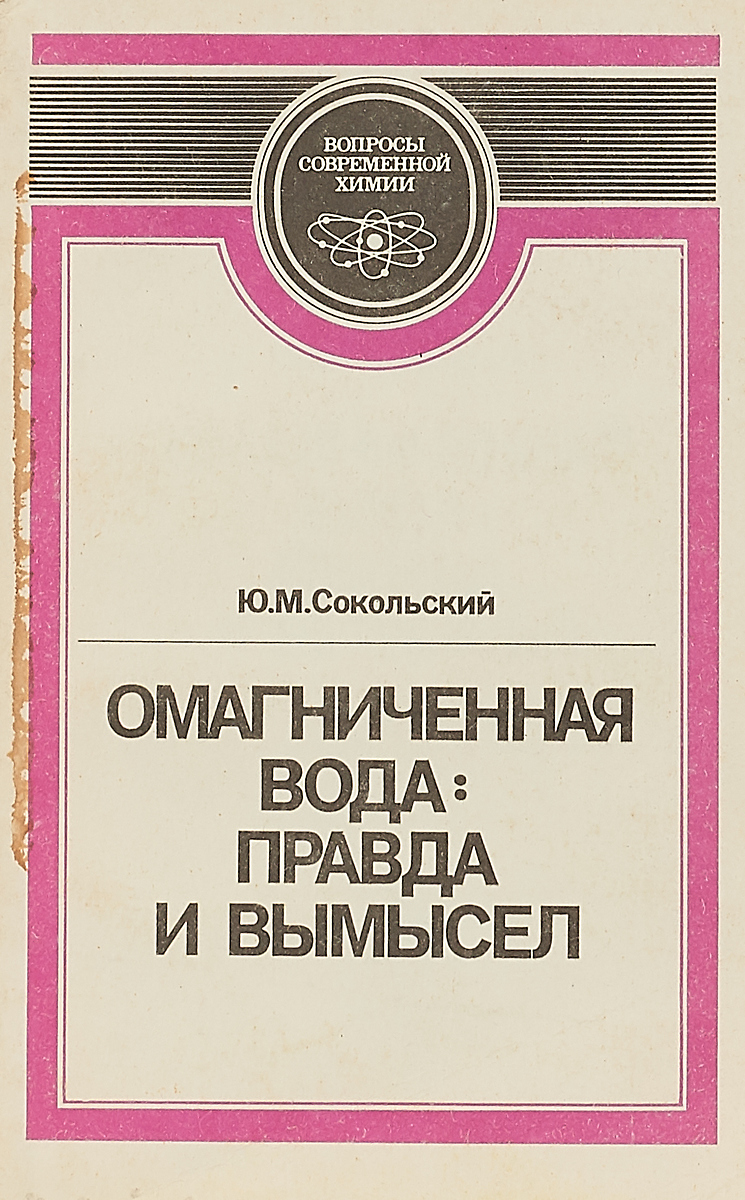 ВОПРОСЫ
СОВРЕМЕННОЙ
ХИМИИ
Ю.М.Сокольский
ОМАГНИЧЕННАЯ
ВОДА:
ПРАВДА
И ВЫМЫСЕЛ